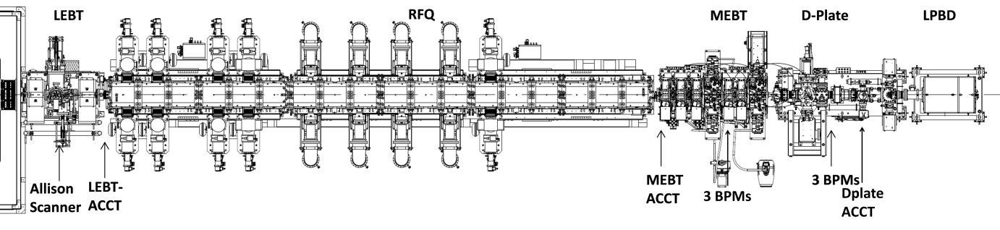 LEBT
RFQ
MEBT
D-Plate
LPBD
Allison
Scanner
LEBT-
ACCT
MEBT
ACCT
3 BPMs
3 BPMs
Dplate
ACCT